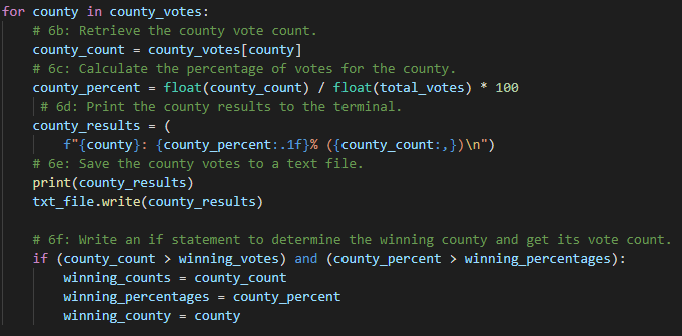 for county in county_votes:
    # 6b: Retrieve the county vote count.
    county_count = county_votes[county]
    # 6c: Calculate the percentage of votes for the county.
    county_percent = float(county_count) / float(total_votes) * 100
     # 6d: Print the county results to the terminal.
    county_results = (
        f"{county}: {county_percent:.1f}% ({county_count:,})\n")
    # 6e: Save the county votes to a text file.
    print(county_results)
    txt_file.write(county_results)

    # 6f: Write an if statement to determine the winning county and get its vote count.
    if (county_count > winning_votes) and (county_percent > winning_percentages):
        winning_counts = county_count
        winning_percentages = county_percent
        winning_county = county